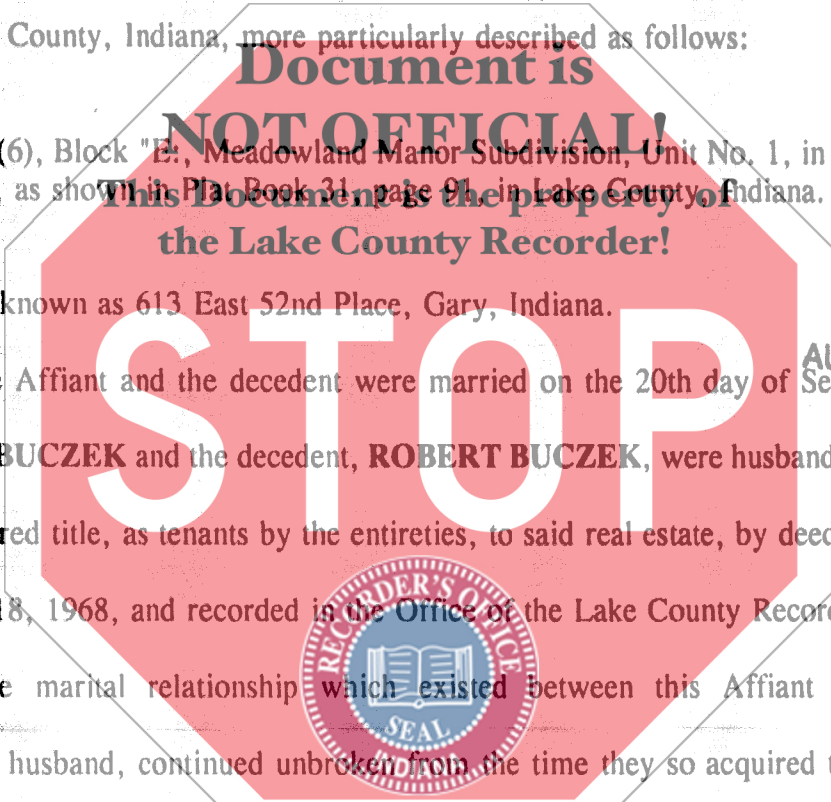 County, Indiana, more particularly described as follows:
Document is
NOT OFFICIAL!
(6), Block "E:, Meadowland Manor Subdivision, Unit No. 1, in
as shown in Plat Book 31, page 91, in Lake County, Indiana.
This Document is the property of
the Lake County Recorder!
known as 613 East 52nd Place, Gary, Indiana.
STOP
Affiant and the decedent were married on the 20th day of Se
BUCZEK and the decedent, ROBERT BUCZEK, were husband
red title, as tenants by the entireties, to said real estate, by deed
18, 1968, and recorded in the Office of the Lake County Record
e marital relationship which existed between this Affiant
husband, continued unbroken from the time they so acquired t
RECORDER'S OFFICE
SEAL
INDIANA